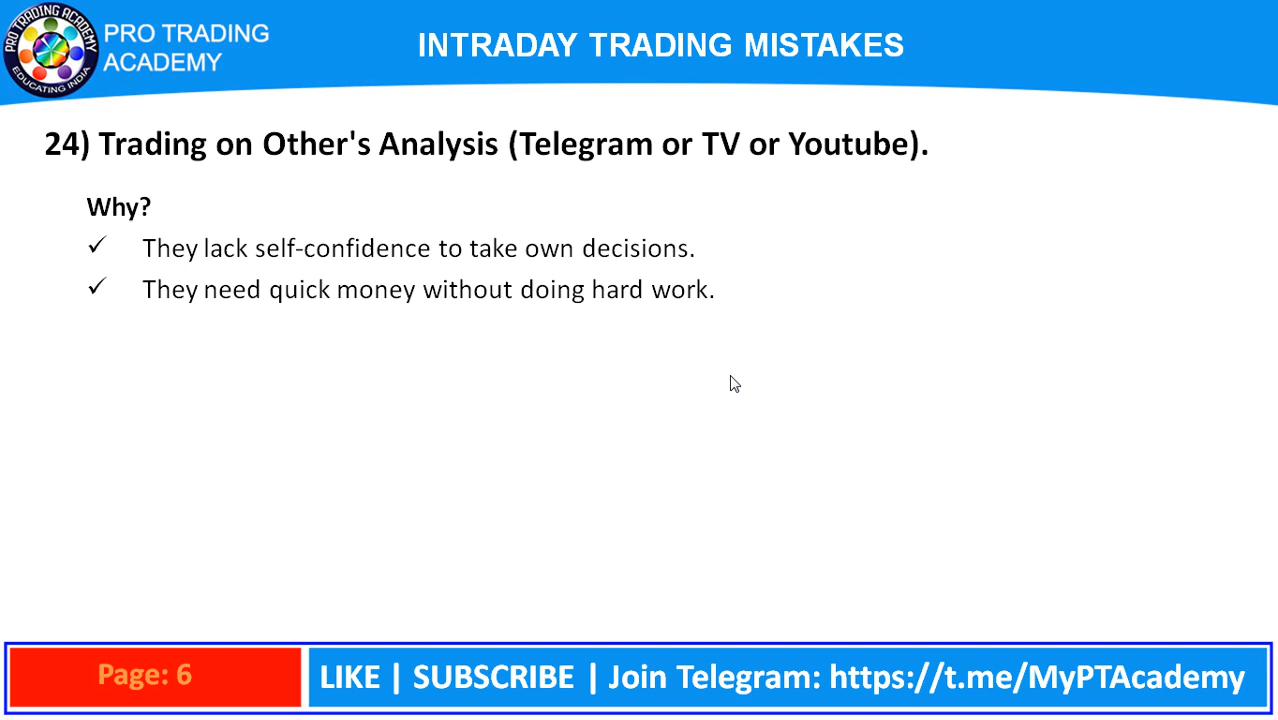 PRO TRADING ACADEMY
EDUCATING INDIA
PRO TRADING
ACADEMY
INTRADAY TRADING MISTAKES
24) Trading on Other's Analysis (Telegram or TV or Youtube).
Why?
✓ They lack self-confidence to take own decisions.
✓ They need quick money without doing hard work.
Page: 6
LIKE | SUBSCRIBE | Join Telegram: https://t.me/MyPTAcademy